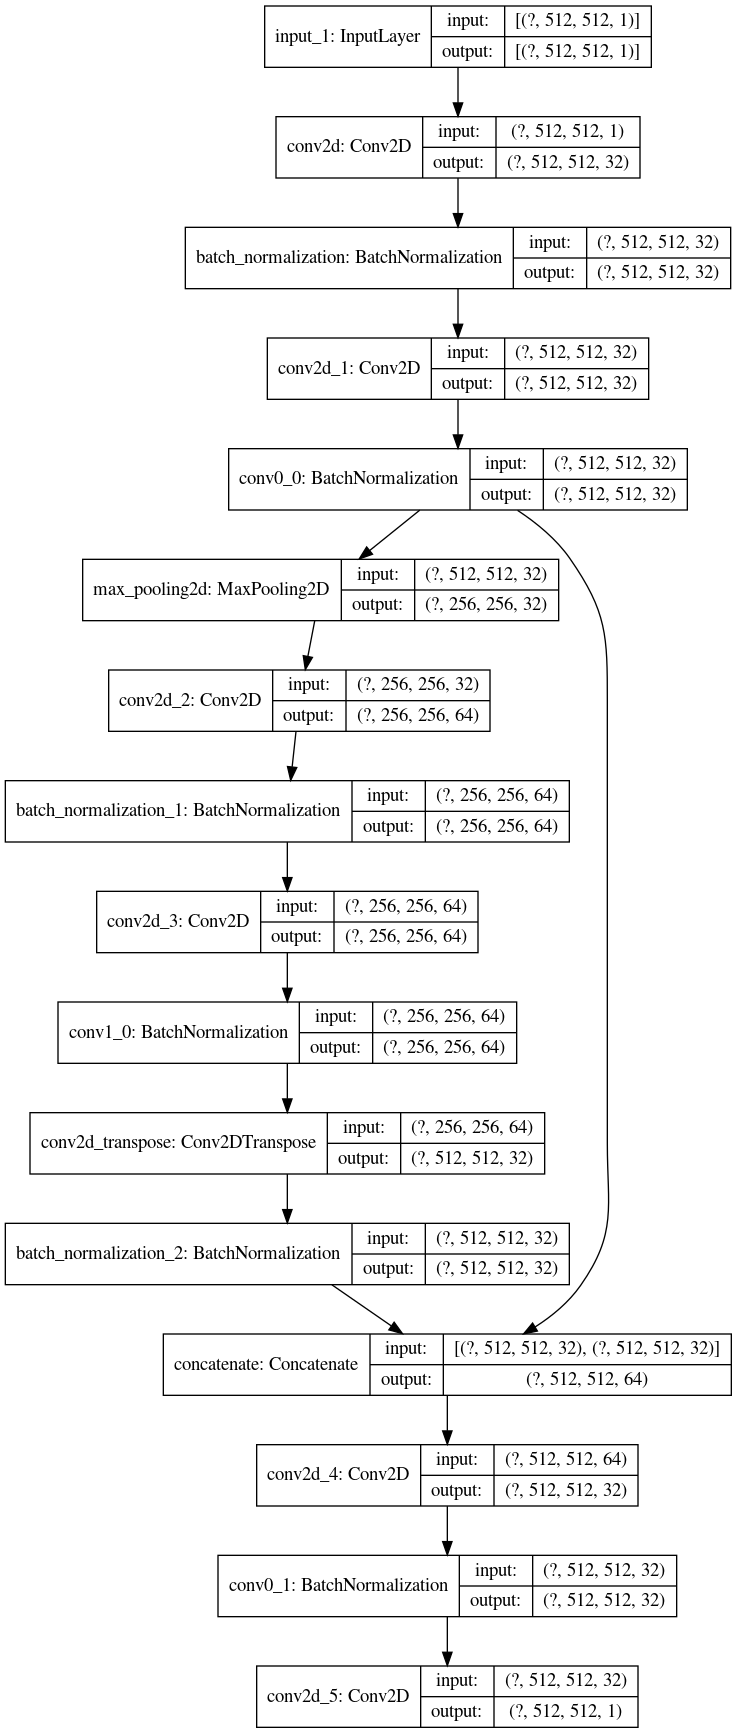 input_1: InputLayer
input: [(?, 512, 512, 1)]
output: [(?, 512, 512, 1)]
conv2d: Conv2D
input: (?, 512, 512, 1)
output: (?, 512, 512, 32)
batch_normalization: BatchNormalization
input: (?, 512, 512, 32)
output: (?, 512, 512, 32)
conv2d_1: Conv2D
input: (?, 512, 512, 32)
output: (?, 512, 512, 32)
conv0_0: BatchNormalization
input: (?, 512, 512, 32)
output: (?, 512, 512, 32)
max_pooling2d: MaxPooling2D
input: (?, 512, 512, 32)
output: (?, 256, 256, 32)
conv2d_2: Conv2D
input: (?, 256, 256, 32)
output: (?, 256, 256, 64)
batch_normalization_1: BatchNormalization
input: (?, 256, 256, 64)
output: (?, 256, 256, 64)
conv2d_3: Conv2D
input: (?, 256, 256, 64)
output: (?, 256, 256, 64)
conv1_0: BatchNormalization
input: (?, 256, 256, 64)
output: (?, 256, 256, 64)
conv2d_transpose: Conv2DTranspose
input: (?, 256, 256, 64)
output: (?, 512, 512, 32)
batch_normalization_2: BatchNormalization
input: (?, 512, 512, 32)
output: (?, 512, 512, 32)
concatenate: Concatenate
input: [(?, 512, 512, 32), (?, 512, 512, 32)]
output: (?, 512, 512, 64)
conv2d_4: Conv2D
input: (?, 512, 512, 64)
output: (?, 512, 512, 32)
conv0_1: BatchNormalization
input: (?, 512, 512, 32)
output: (?, 512, 512, 32)
conv2d_5: Conv2D
input: (?, 512, 512, 32)
output: (?, 512, 512, 1)